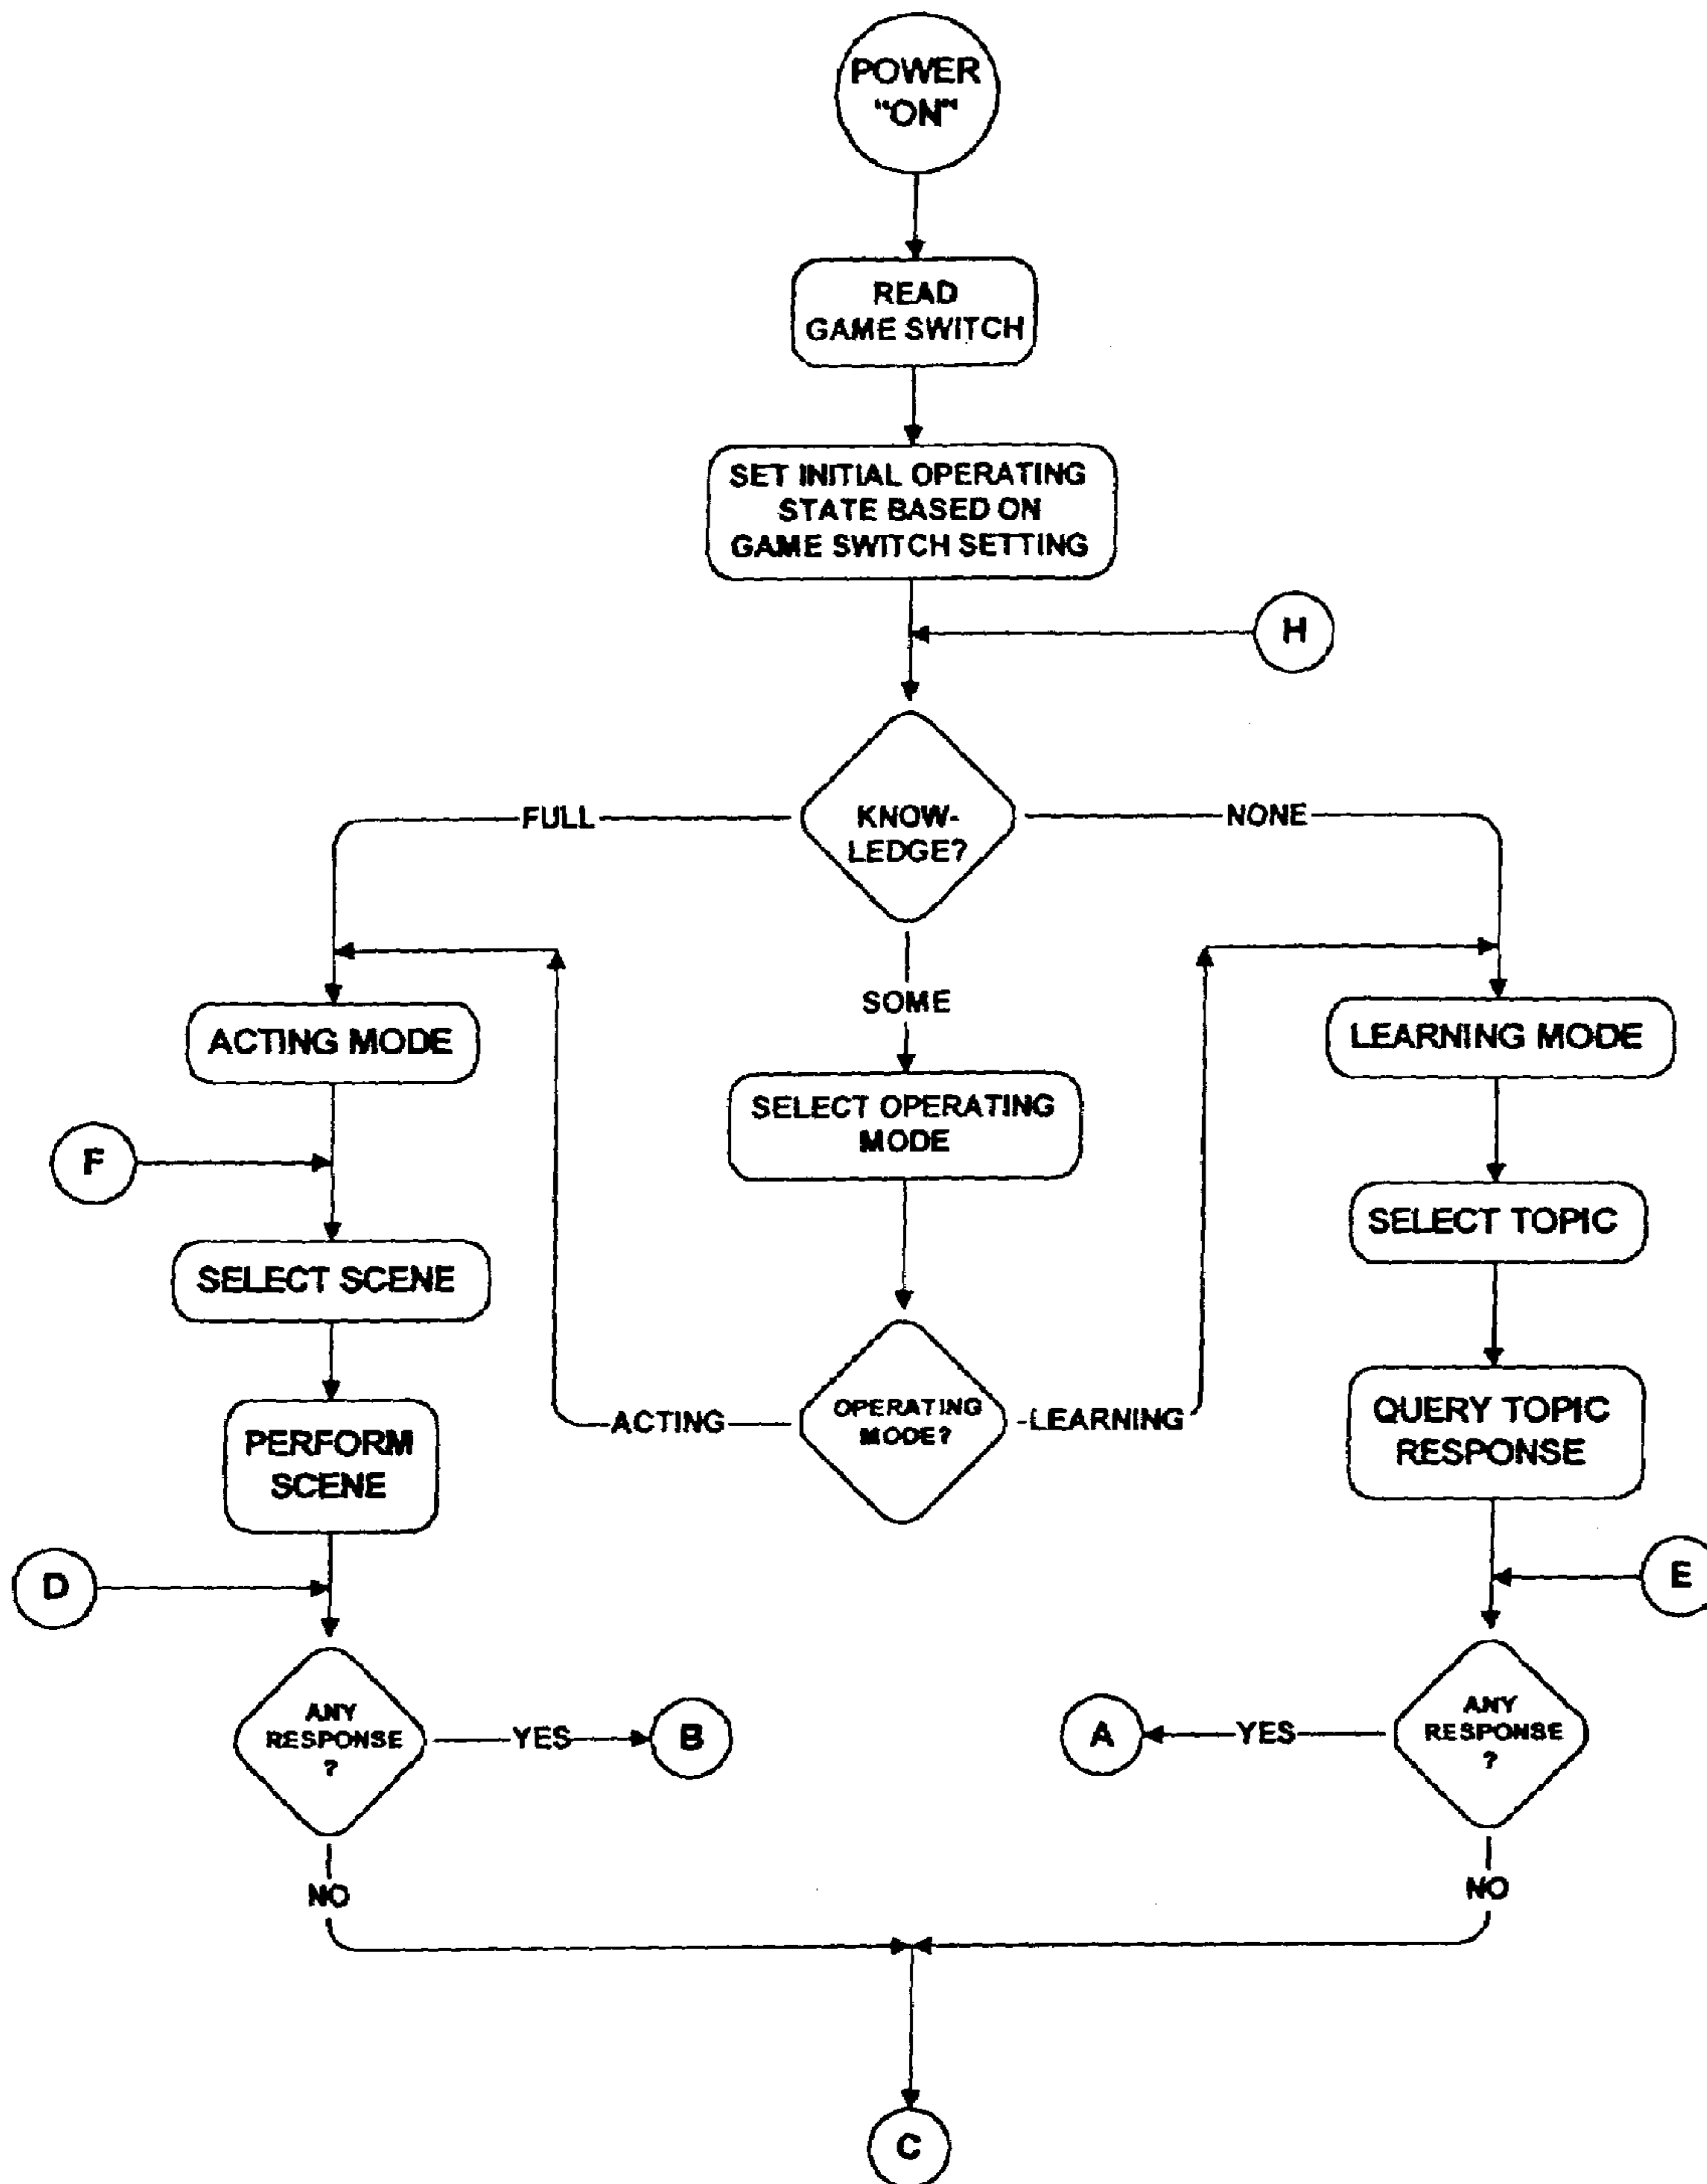 POWER
"ON"
READ
GAME SWITCH
SET INITIAL OPERATING
STATE BASED ON
GAME SWITCH SETTING
H
FULL
KNOW-
LEDGE?
NONE
SOME
ACTING MODE
LEARNING MODE
SELECT OPERATING
MODE
F
SELECT TOPIC
SELECT SCENE
ACTING
OPERATING
MODE?
LEARNING
QUERY TOPIC
RESPONSE
PERFORM
SCENE
D
E
ANY
RESPONSE
?
YES
B
A
YES
ANY
RESPONSE
?
NO
NO
C